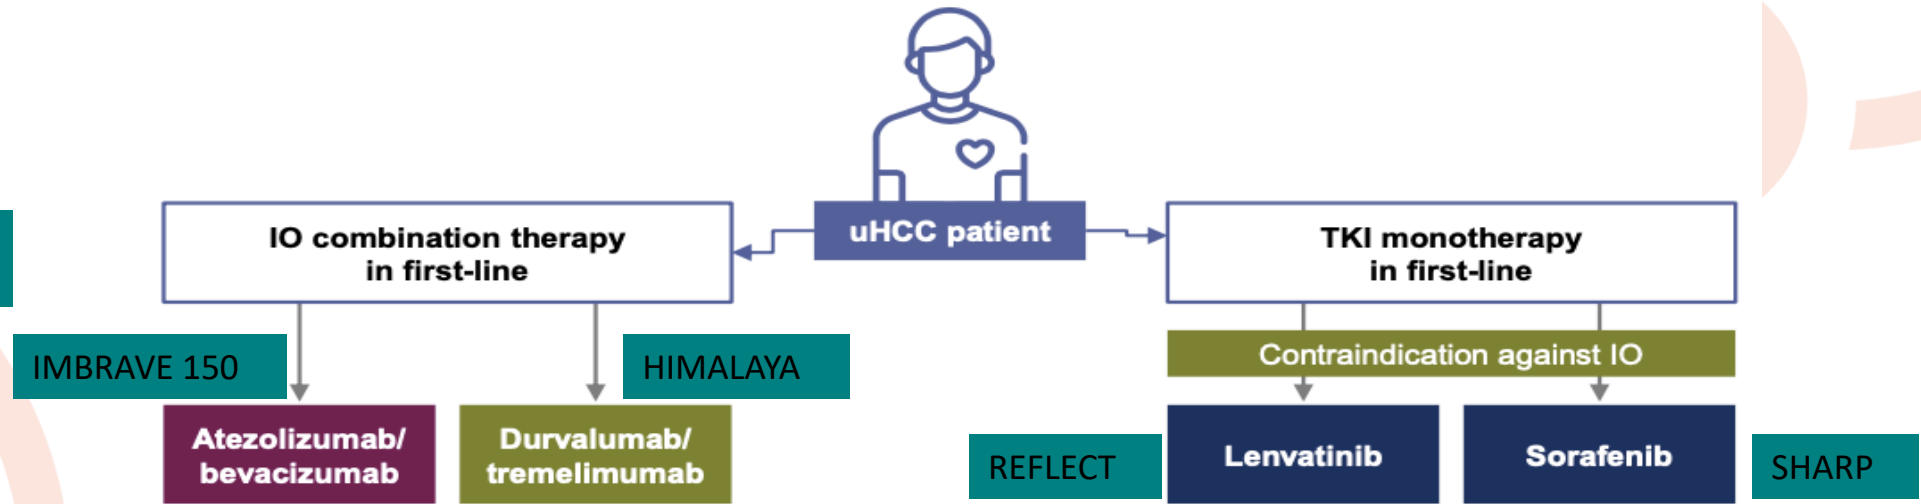 uHCC patient
IO combination therapy
in first-line
TKI monotherapy
in first-line
IMBRAVE 150
HIMALAYA
Contraindication against IO
Atezolizumab/
bevacizumab
Durvalumab/
tremelimumab
REFLECT
Lenvatinib
Sorafenib
SHARP